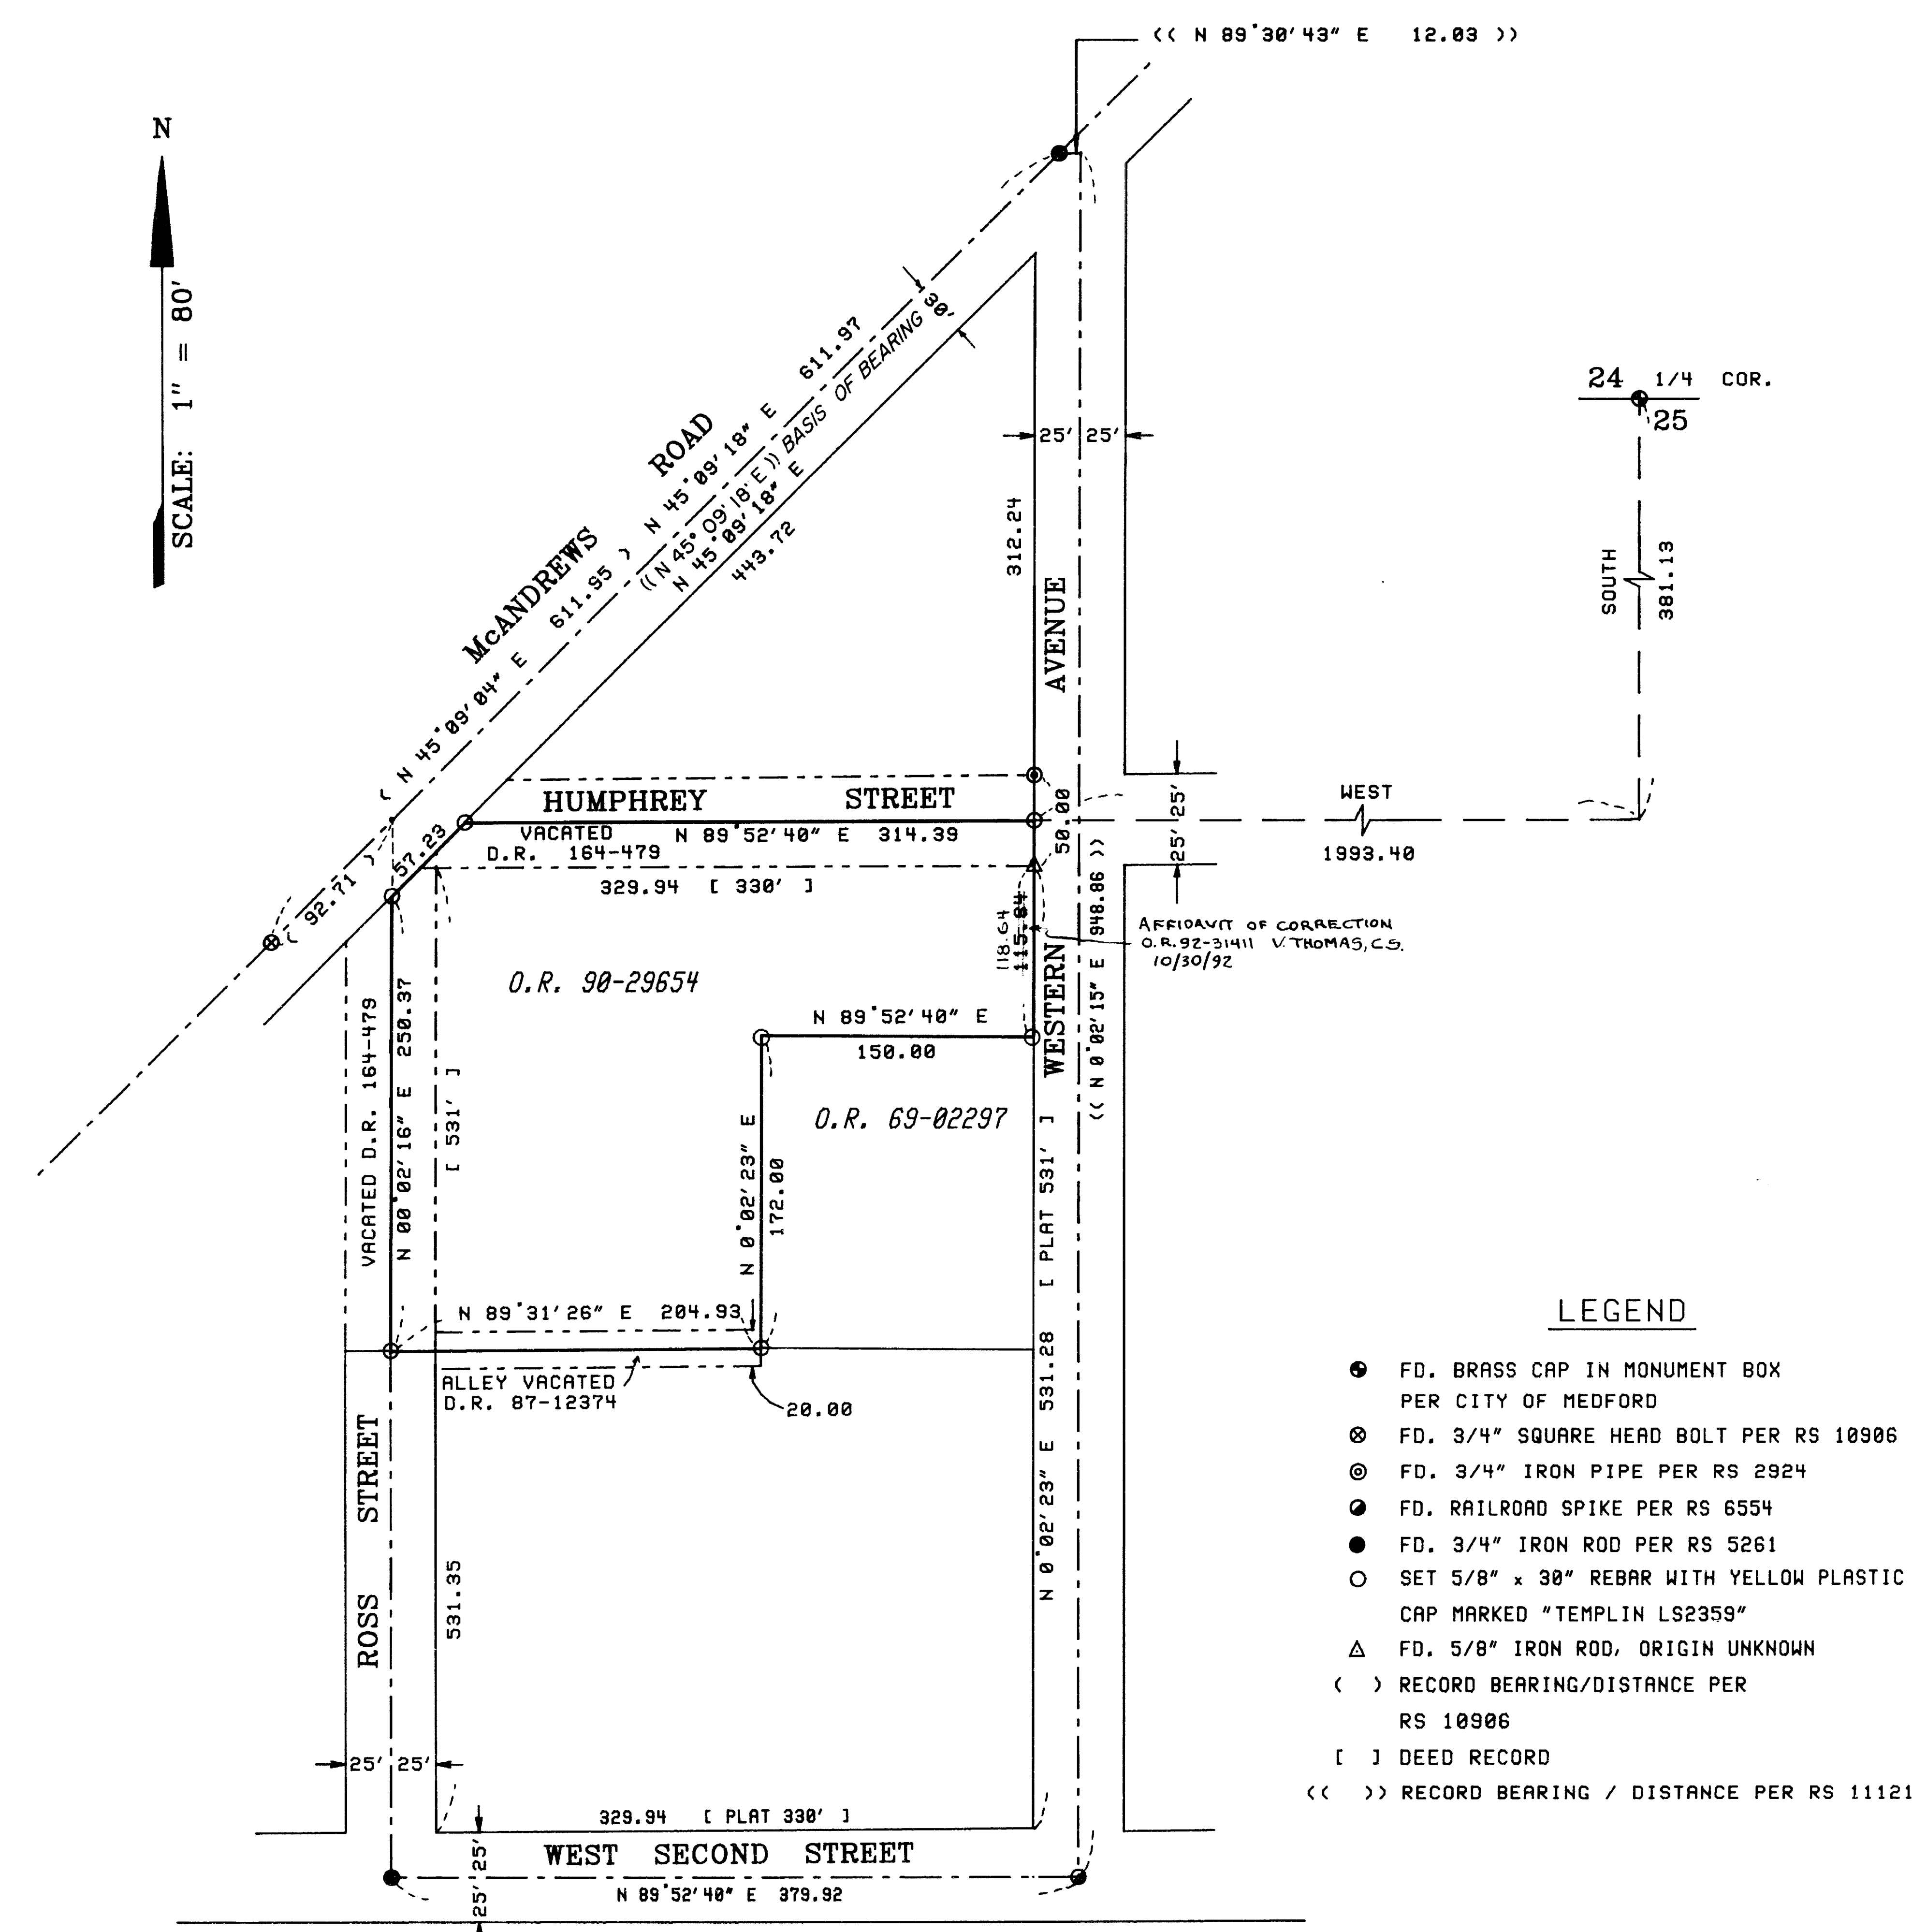 (( N 89°30'43" E 12.03 ))
N
SCALE: 1" = 80'
30'
611.97
N 45°09'18" E
((N 45° 09' 18" E)) BASIS OF BEARING
N 45°09'18" E
443.72
McANDREWS ROAD
( N 45°09'04" E 611.95 )
24 1/4 COR.
25
25' 25'
312.24
SOUTH
381.13
AVENUE
HUMPHREY STREET
VACATED
D.R. 164-479
N 89°52'40" E 314.39
50.00
25' 25'
WEST
1993.40
57.23
( 92.71 )
329.94 [ 330' ]
118.64
115.84
AFFIDAVIT OF CORRECTION
O.R. 92-31411 V. THOMAS, C.S.
10/30/92
(( N 0°02'15" E 948.86 ))
WESTERN
O.R. 90-29654
VACATED D.R. 164-479
N 00°02'16" E 250.37
[ 531' ]
N 89°52'40" E
150.00
O.R. 69-02297
N 0°02'23" E
172.00
N 0°02'23" E 531.28 [ PLAT 531' ]
N 89°31'26" E 204.93
ALLEY VACATED
D.R. 87-12374
20.00
ROSS STREET
531.35
25' 25'
329.94 [ PLAT 330' ]
WEST SECOND STREET
25' 25'
N 89°52'40" E 379.92
LEGEND
FD. BRASS CAP IN MONUMENT BOX
PER CITY OF MEDFORD
FD. 3/4" SQUARE HEAD BOLT PER RS 10906
FD. 3/4" IRON PIPE PER RS 2924
FD. RAILROAD SPIKE PER RS 6554
FD. 3/4" IRON ROD PER RS 5261
SET 5/8" x 30" REBAR WITH YELLOW PLASTIC
CAP MARKED "TEMPLIN LS2359"
FD. 5/8" IRON ROD, ORIGIN UNKNOWN
( ) RECORD BEARING/DISTANCE PER
RS 10906
[ ] DEED RECORD
(( )) RECORD BEARING / DISTANCE PER RS 11121